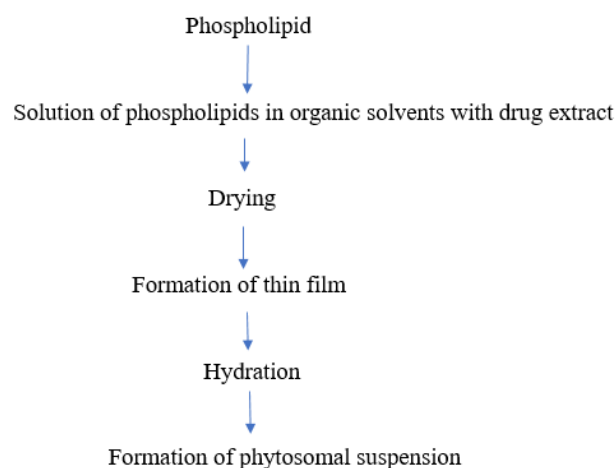 Phospholipid
Solution of phospholipids in organic solvents with drug extract
Drying
Formation of thin film
Hydration
Formation of phytosomal suspension